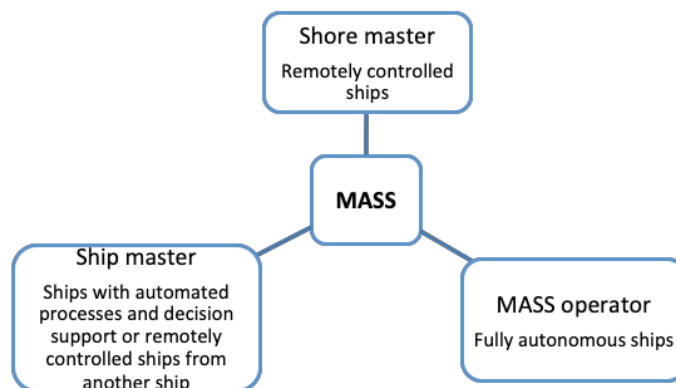 Shore master
Remotely controlled
ships
MASS
Ship master
Ships with automated
processes and decision
support or remotely
controlled ships from
another ship
MASS operator
Fully autonomous ships